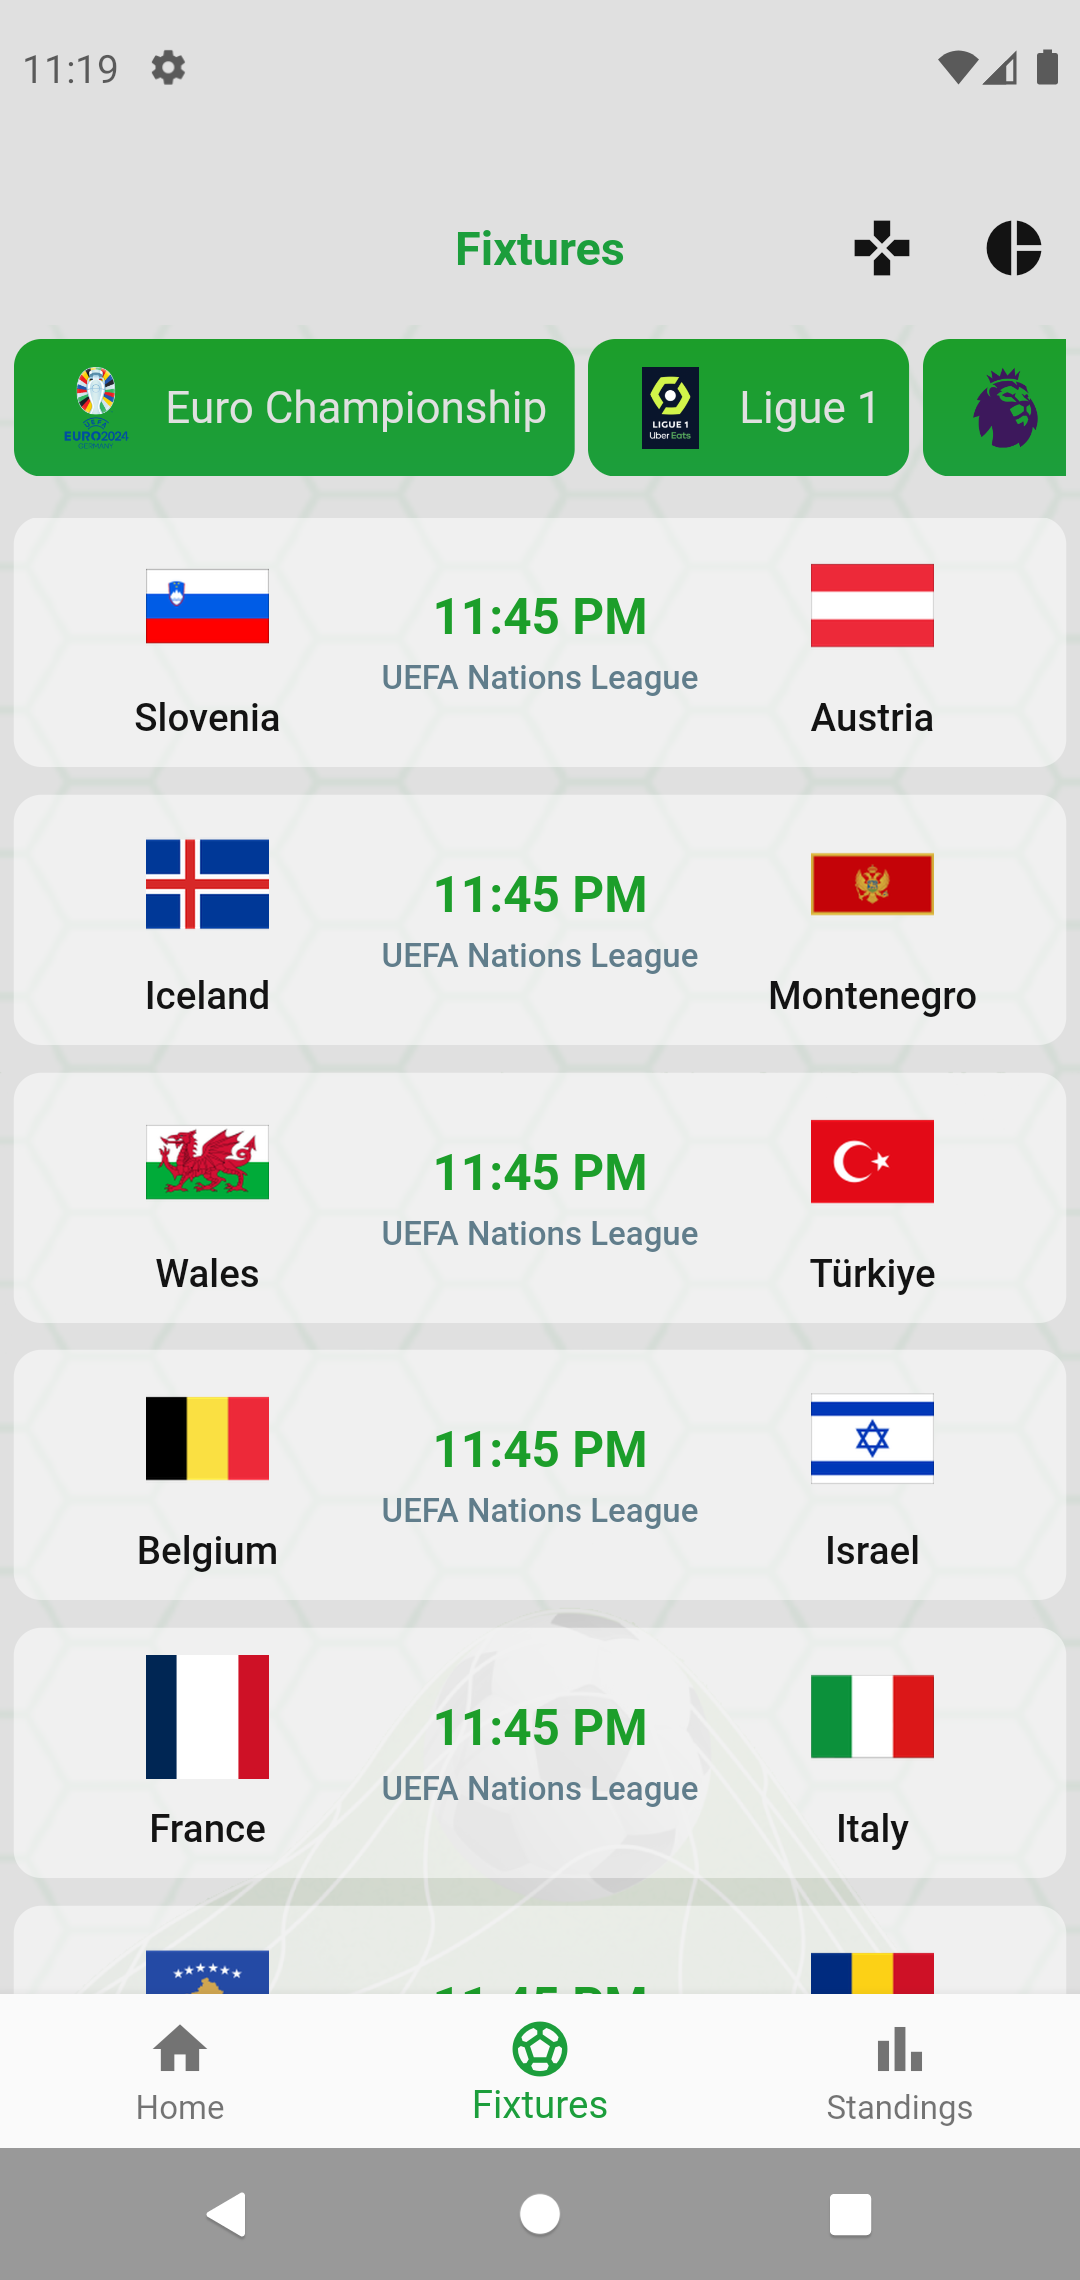 11:19
Fixtures
UEFA
EURO2024
GERMANY
Euro Championship
LIGUE 1
Uber Eats
Ligue 1
11:45 PM
UEFA Nations League
Slovenia
Austria
11:45 PM
UEFA Nations League
Iceland
Montenegro
11:45 PM
UEFA Nations League
Wales
Türkiye
11:45 PM
UEFA Nations League
Belgium
Israel
11:45 PM
UEFA Nations League
France
Italy
11:45 PM
Home
Fixtures
Standings